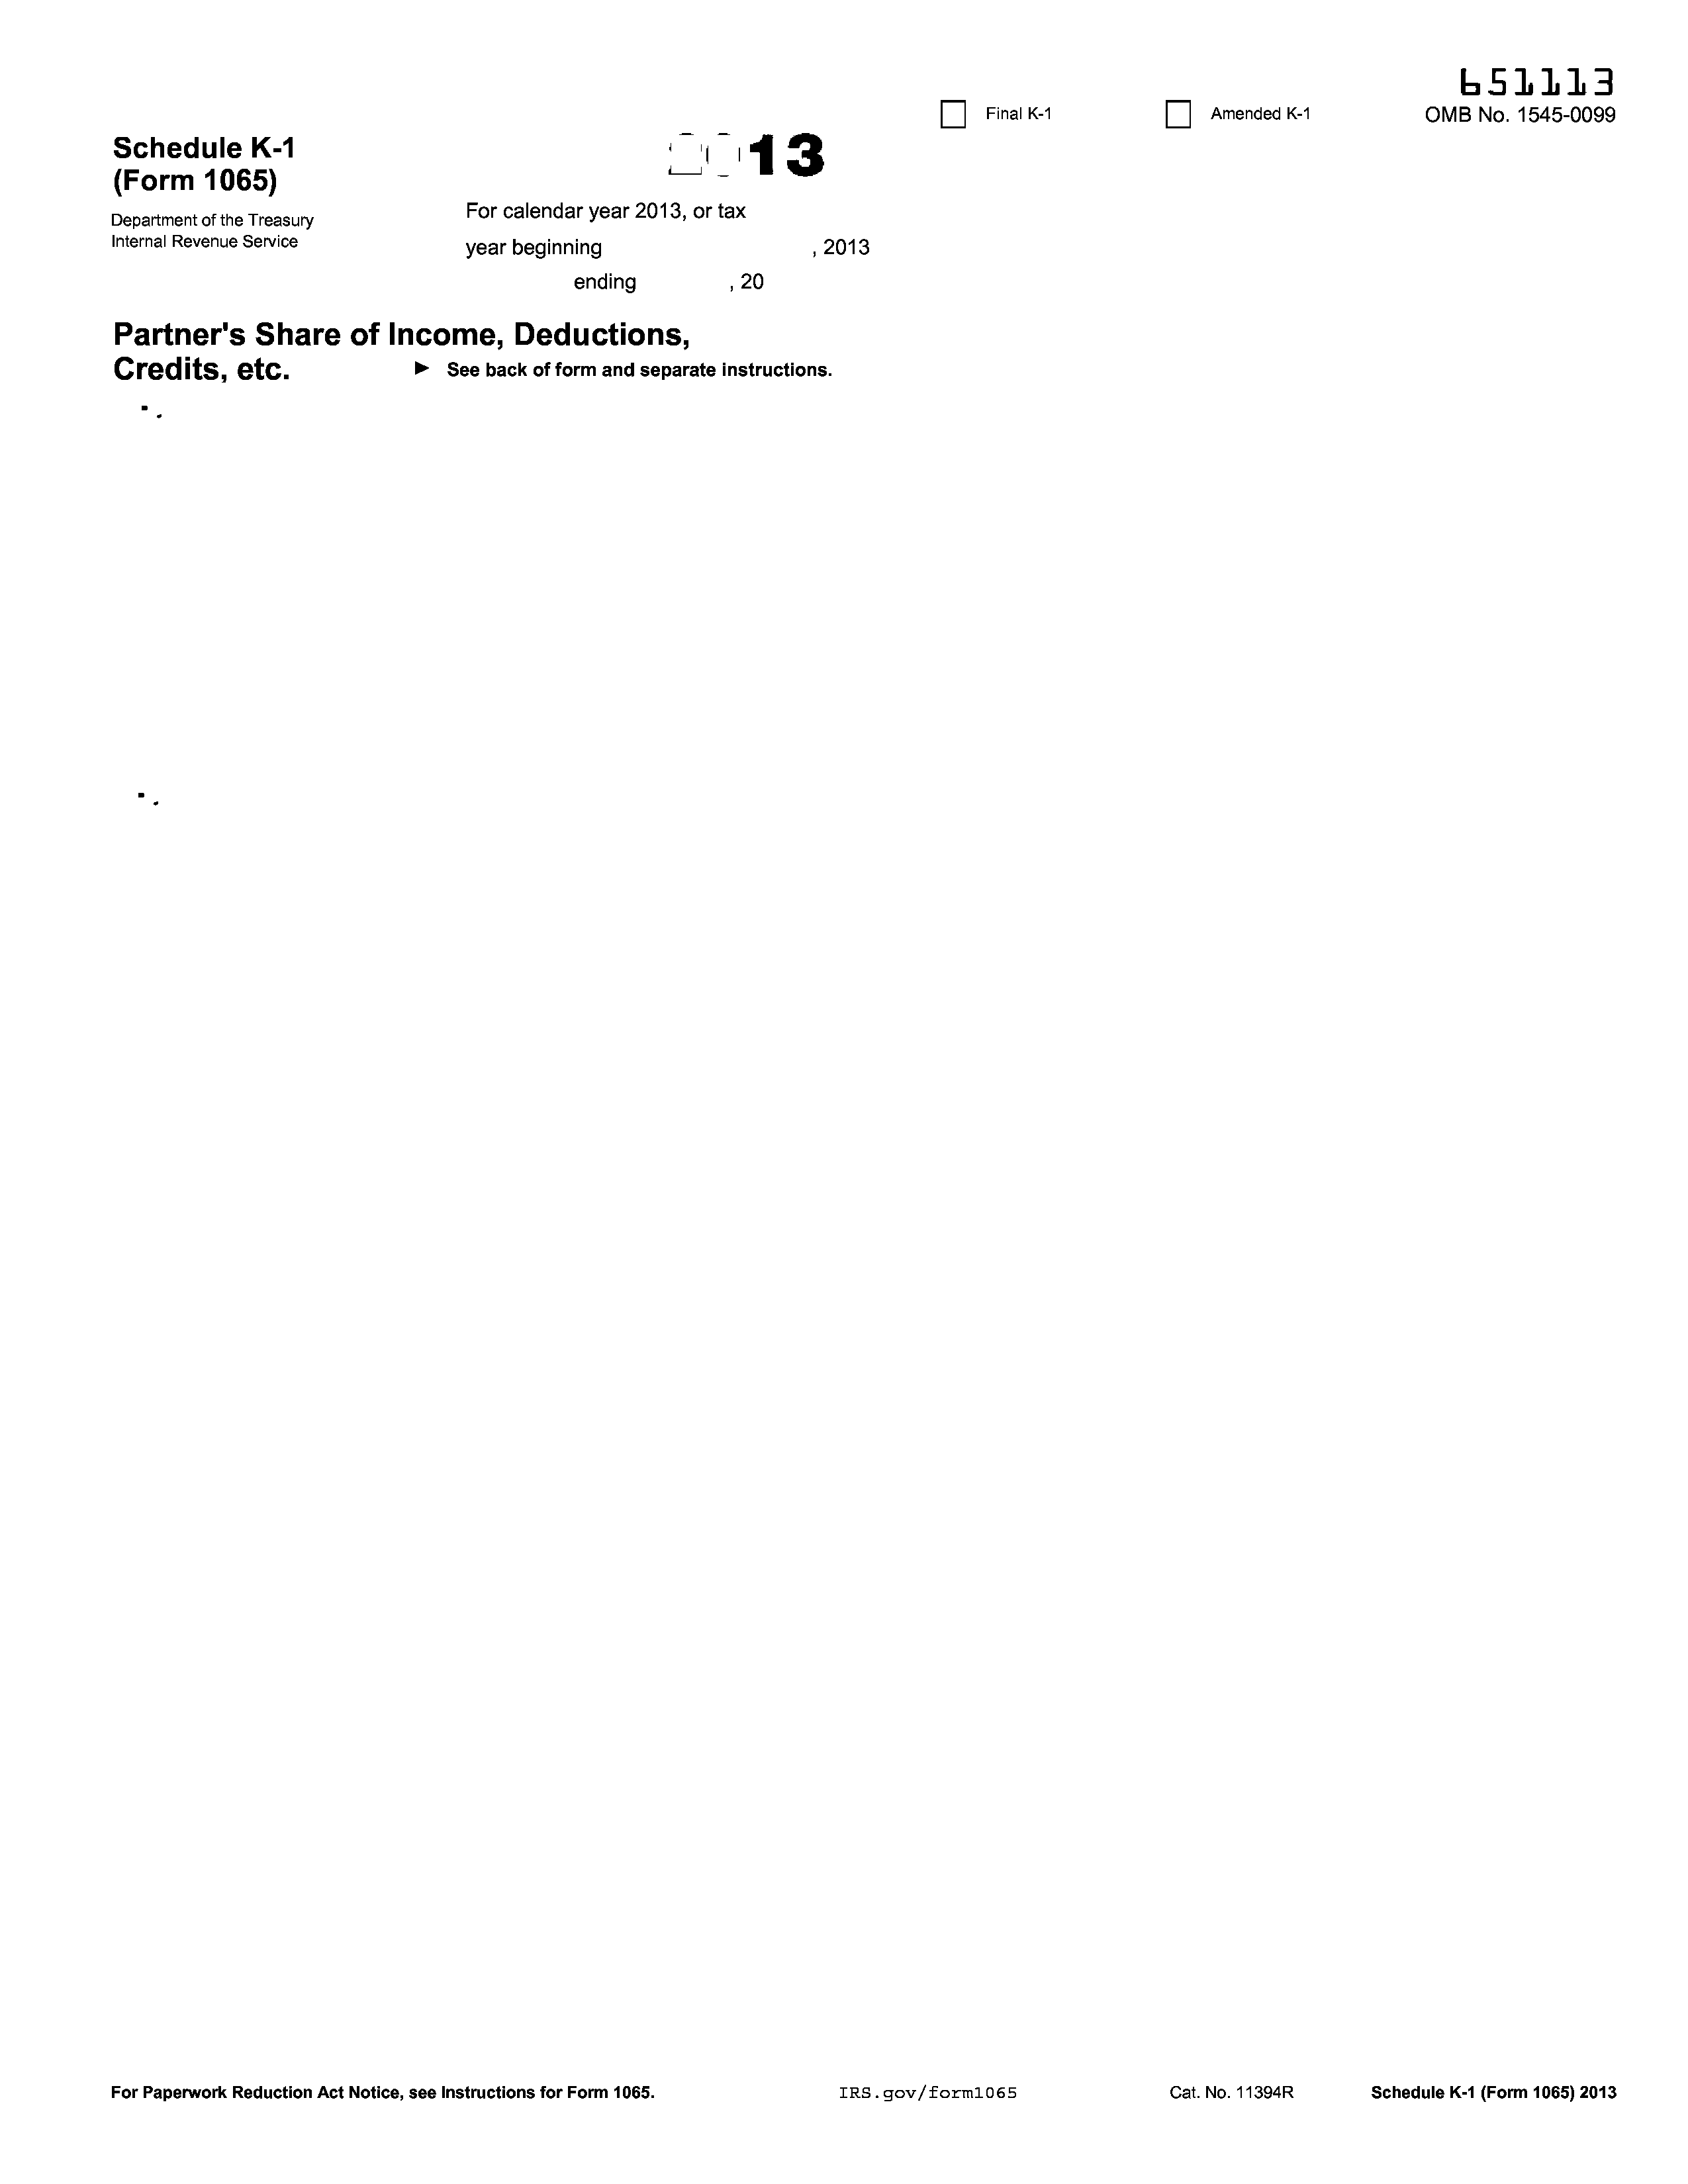 651113
Final K-1 Amended K-1 OMB No. 1545-0099
Schedule K-1
(Form 1065)
2013
Department of the Treasury
Internal Revenue Service
For calendar year 2013, or tax
year beginning , 2013
ending , 20
Partner's Share of Income, Deductions,
Credits, etc. ► See back of form and separate instructions.
For Paperwork Reduction Act Notice, see Instructions for Form 1065. IRS.gov/form1065 Cat. No. 11394R Schedule K-1 (Form 1065) 2013